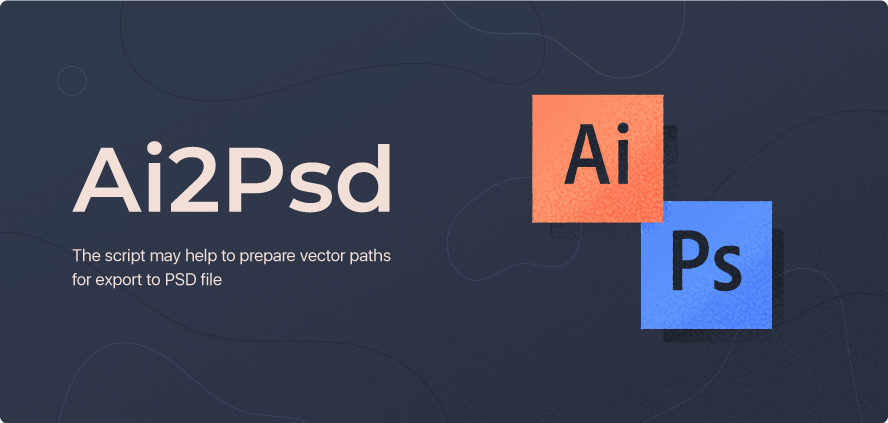 Ai2Psd
The script may help to prepare vector paths
for export to PSD file
Ai
Ps